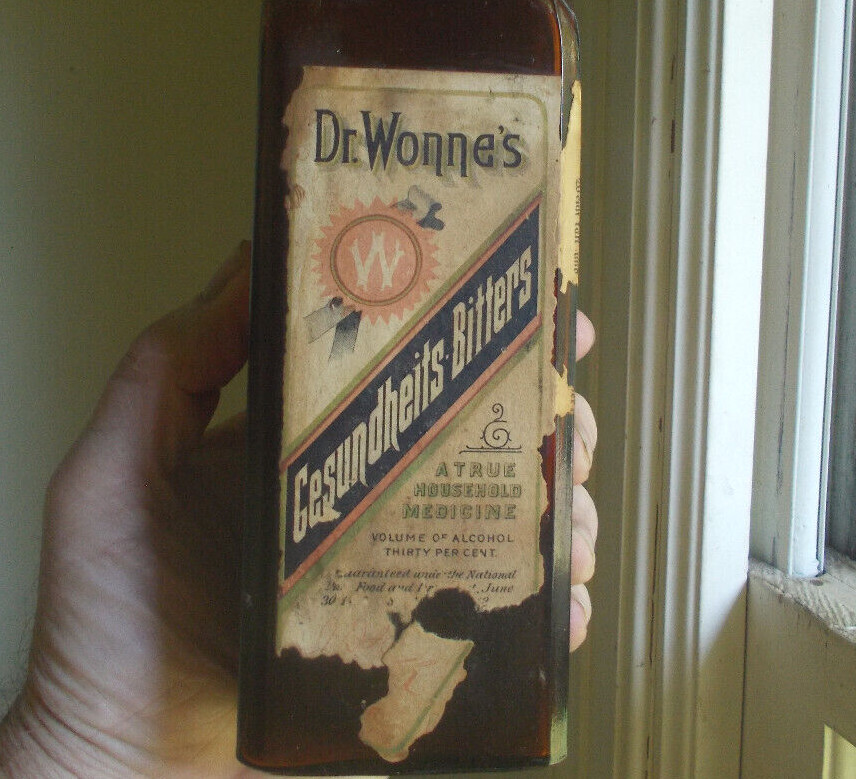 Dr. Wonne's
W
Gesundheits-Bitters
A TRUE
HOUSEHOLD
MEDICINE
VOLUME OF ALCOHOL
THIRTY PER CENT.
Guaranteed under the National
Food and June
30